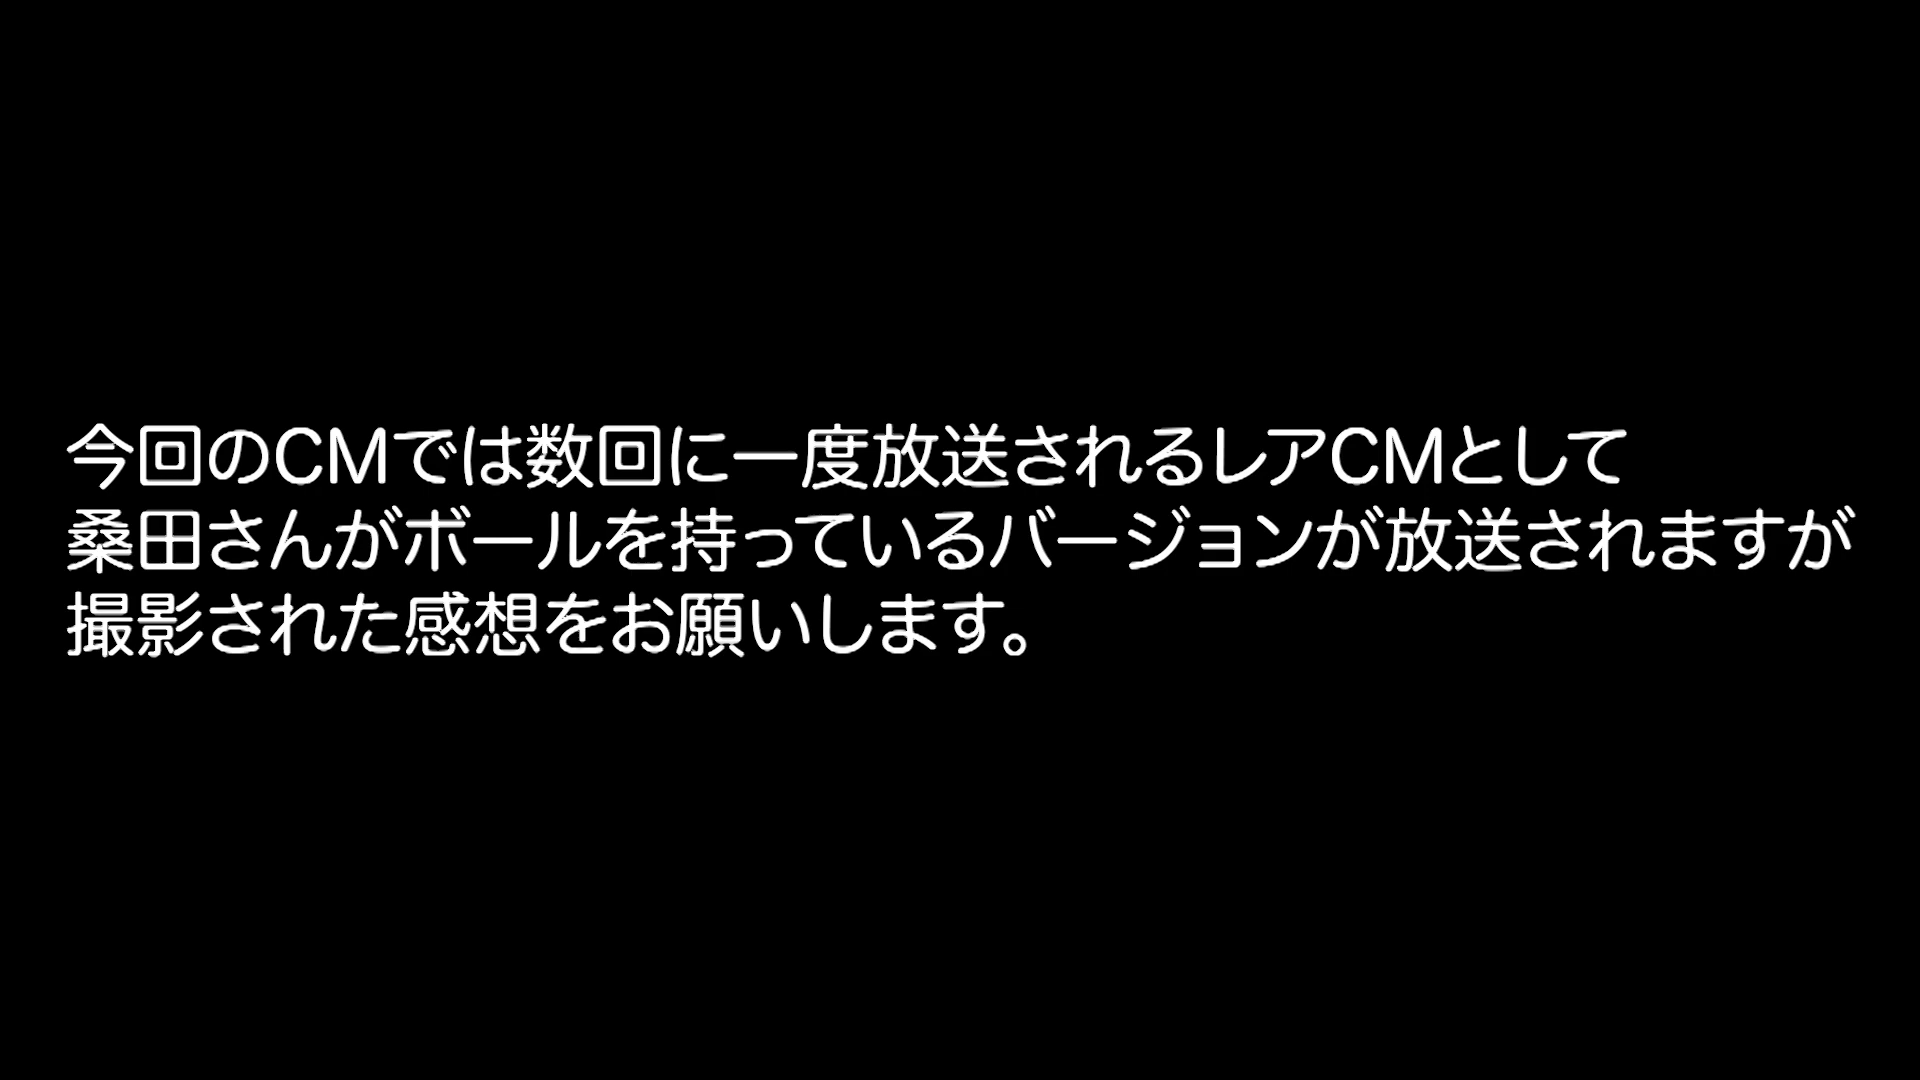 今回のCMでは数回に一度放送されるレアCMとして
桑田さんがボールを持っているバージョンが放送されますが
撮影された感想をお願いします。